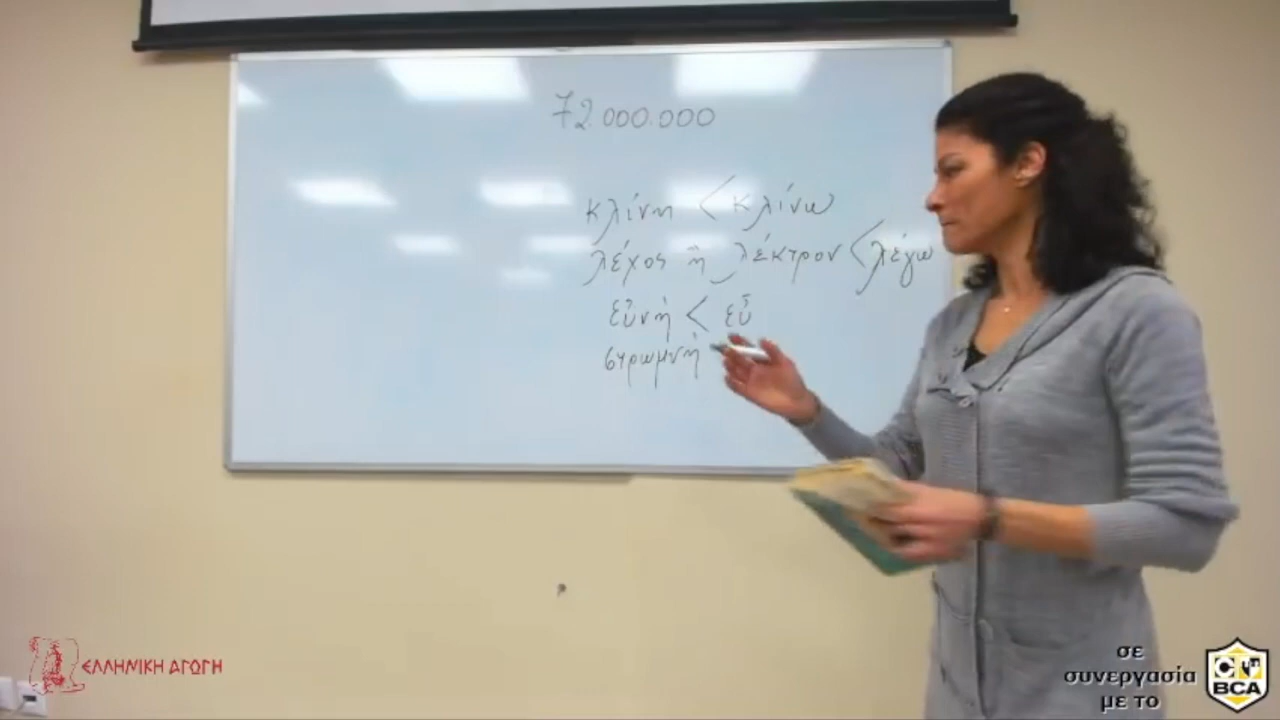 72.000.000
κλίνη < κλίνω
λέχος ἤ λέκτρον < λέγω
εὐνή < εὖ
στρωμνή
ΕΛΛΗΝΙΚΗ ΑΓΩΓΗ
σε
συνεργασία
με το
BCA